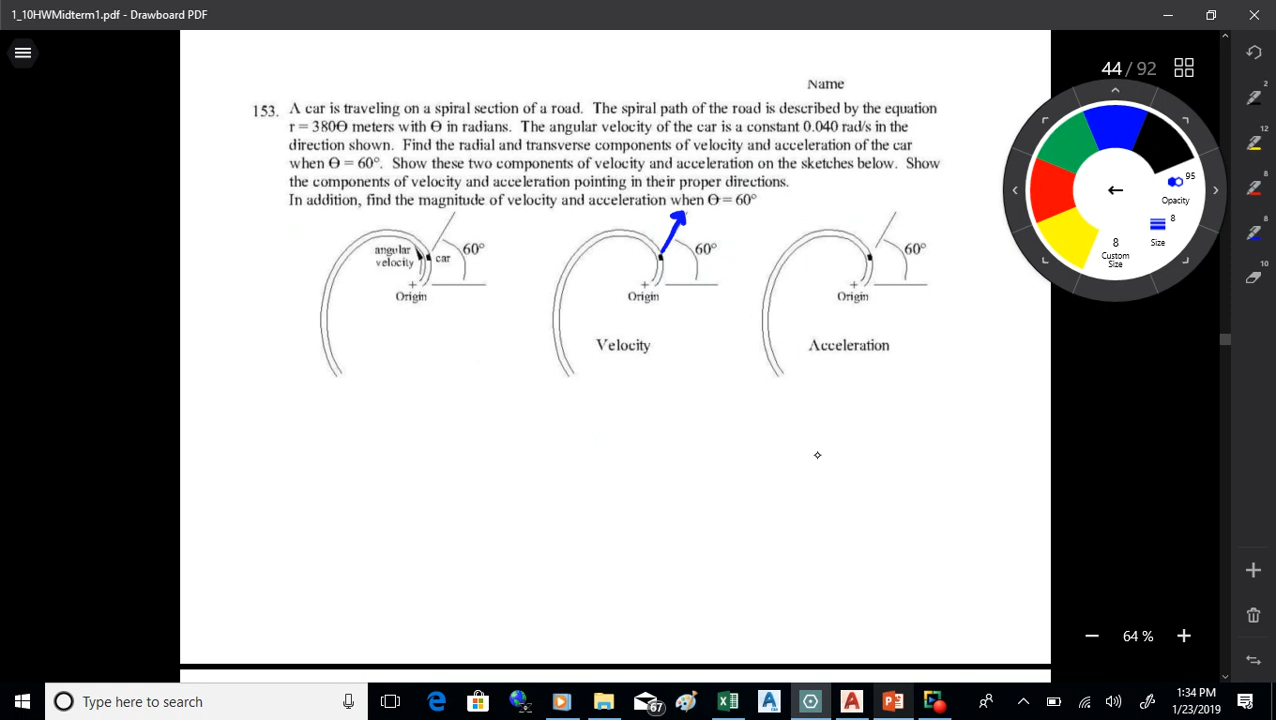 1_10HWMidterm1.pdf - Drawboard PDF
44 / 92
Name
153. A car is traveling on a spiral section of a road. The spiral path of the road is described by the equation
r = 380Θ meters with Θ in radians. The angular velocity of the car is a constant 0.040 rad/s in the
direction shown. Find the radial and transverse components of velocity and acceleration of the car
when Θ = 60°. Show these two components of velocity and acceleration on the sketches below. Show
the components of velocity and acceleration pointing in their proper directions.
In addition, find the magnitude of velocity and acceleration when Θ = 60°
angular
velocity
car
60°
+
Origin
60°
+
Origin
Velocity
60°
+
Origin
Acceleration
95
Opacity
8
Size
8
Custom
Size
2
12
8
8
10
64 %
Type here to search
67
1:34 PM
1/23/2019